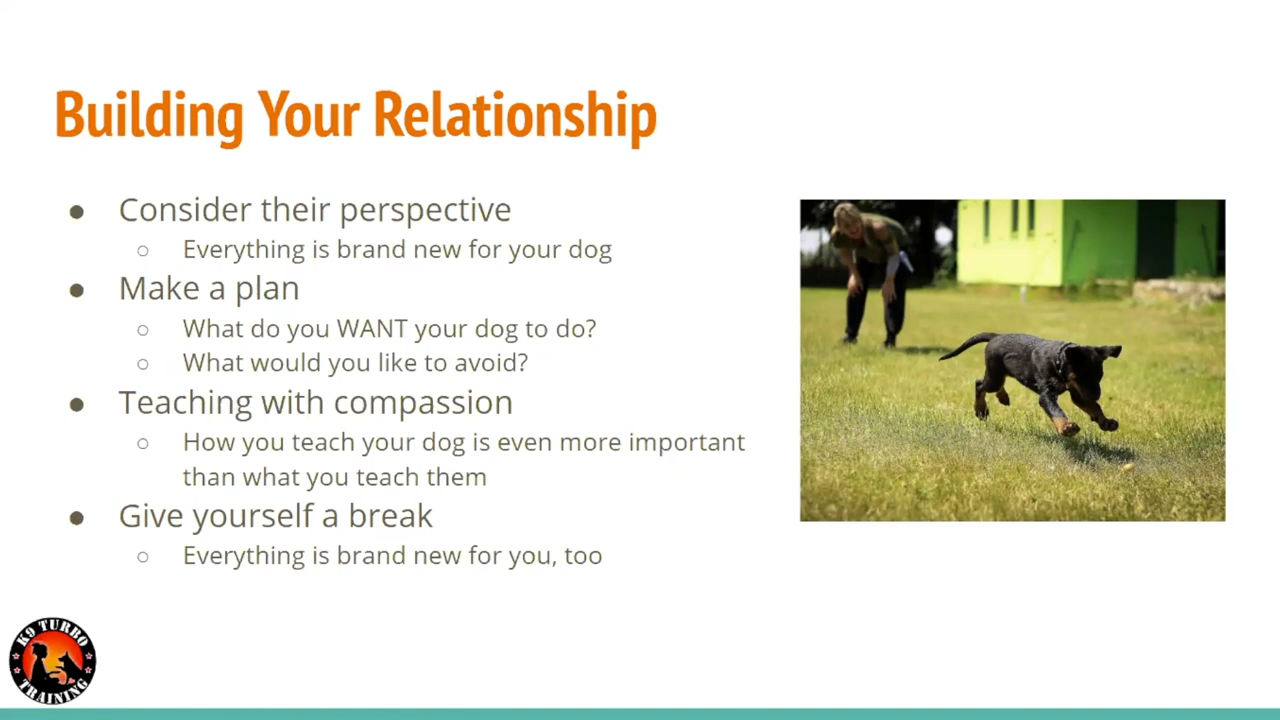 Building Your Relationship
● Consider their perspective
○ Everything is brand new for your dog
● Make a plan
○ What do you WANT your dog to do?
○ What would you like to avoid?
● Teaching with compassion
○ How you teach your dog is even more important
than what you teach them
● Give yourself a break
○ Everything is brand new for you, too
K9 TURBO
TRAINING